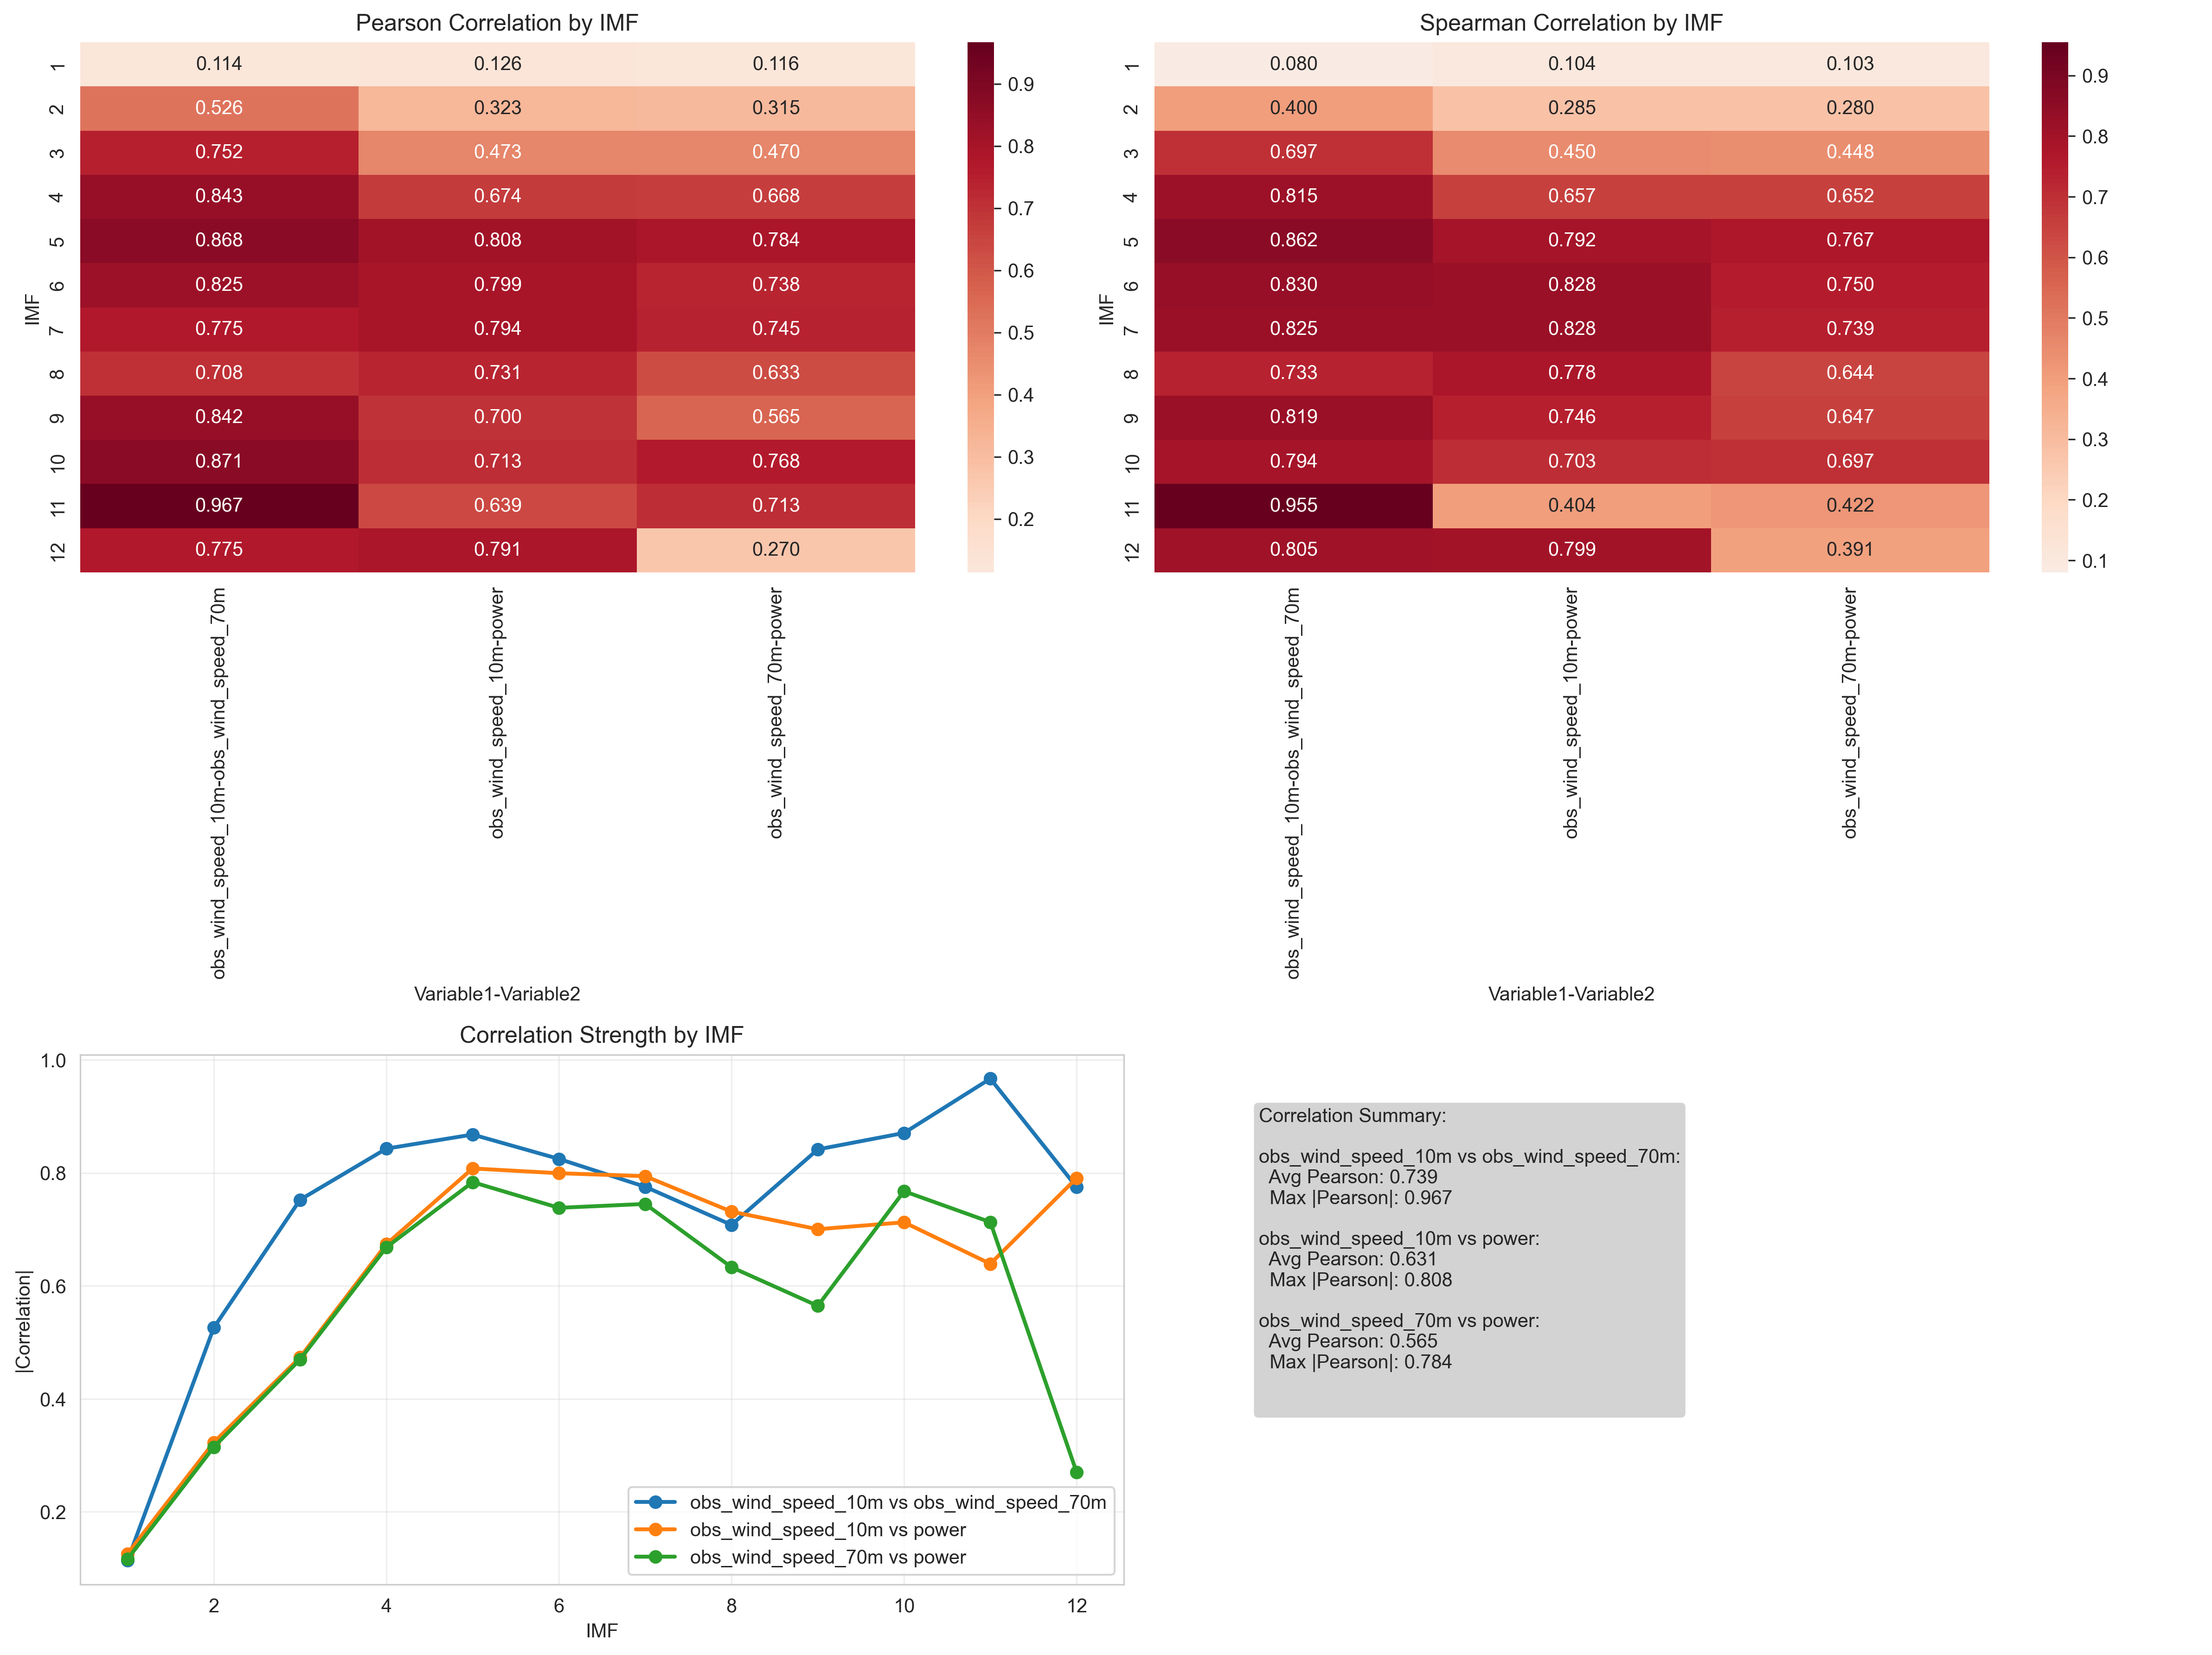 Pearson Correlation by IMF
IMF
1 0.114 0.126 0.116
2 0.526 0.323 0.315
3 0.752 0.473 0.470
4 0.843 0.674 0.668
5 0.868 0.808 0.784
6 0.825 0.799 0.738
7 0.775 0.794 0.745
8 0.708 0.731 0.633
9 0.842 0.700 0.565
10 0.871 0.713 0.768
11 0.967 0.639 0.713
12 0.775 0.791 0.270
0.9
0.8
0.7
0.6
0.5
0.4
0.3
0.2
obs_wind_speed_10m-obs_wind_speed_70m
obs_wind_speed_10m-power
obs_wind_speed_70m-power
Variable1-Variable2
Spearman Correlation by IMF
IMF
1 0.080 0.104 0.103
2 0.400 0.285 0.280
3 0.697 0.450 0.448
4 0.815 0.657 0.652
5 0.862 0.792 0.767
6 0.830 0.828 0.750
7 0.825 0.828 0.739
8 0.733 0.778 0.644
9 0.819 0.746 0.647
10 0.794 0.703 0.697
11 0.955 0.404 0.422
12 0.805 0.799 0.391
0.9
0.8
0.7
0.6
0.5
0.4
0.3
0.2
0.1
obs_wind_speed_10m-obs_wind_speed_70m
obs_wind_speed_10m-power
obs_wind_speed_70m-power
Variable1-Variable2
Correlation Strength by IMF
|Correlation|
1.0
0.8
0.6
0.4
0.2
obs_wind_speed_10m vs obs_wind_speed_70m
obs_wind_speed_10m vs power
obs_wind_speed_70m vs power
2 4 6 8 10 12
IMF
Correlation Summary:
obs_wind_speed_10m vs obs_wind_speed_70m:
Avg Pearson: 0.739
Max |Pearson|: 0.967
obs_wind_speed_10m vs power:
Avg Pearson: 0.631
Max |Pearson|: 0.808
obs_wind_speed_70m vs power:
Avg Pearson: 0.565
Max |Pearson|: 0.784